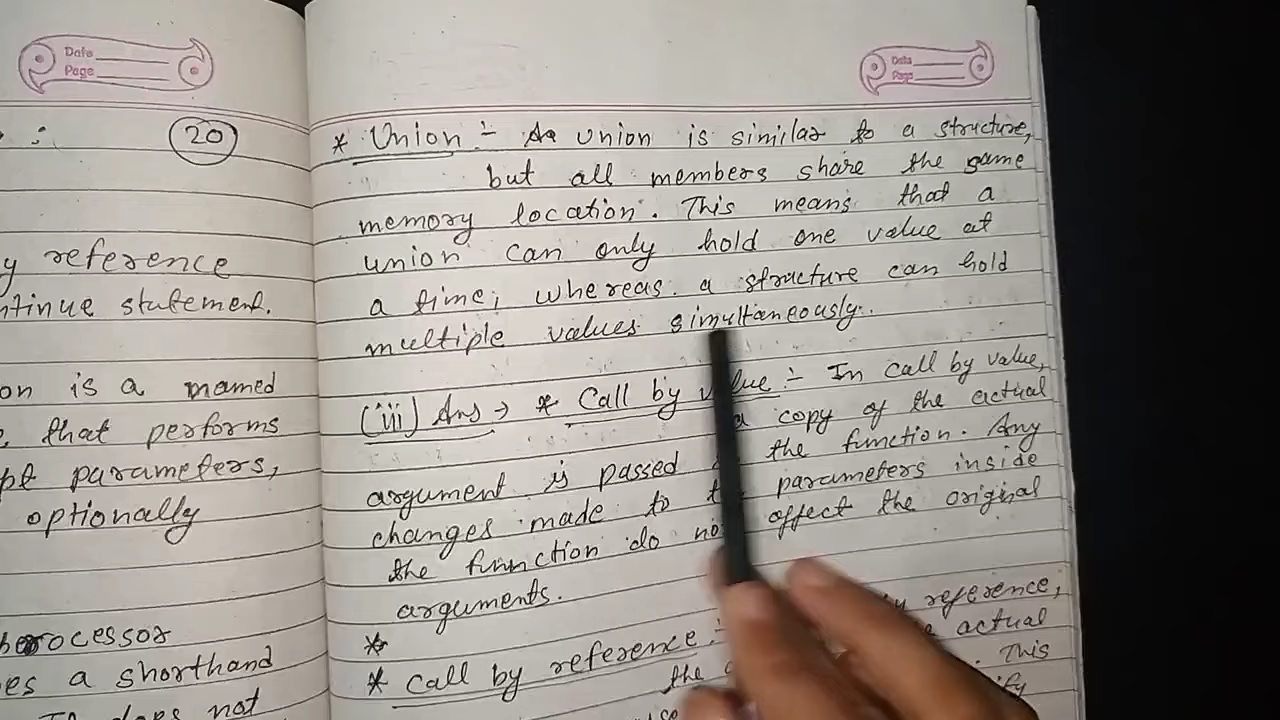 Date
Page
20
y reference
ntinue statement.
on is a named
that performs
pt parameters,
optionally
processor
es a shorthand
does not
Date
Page
* Union :- A union is similar to a structure,
but all members share the same
memory location. This means that a
union can only hold one value at
a time; whereas a structure can hold
multiple values simultaneously.
(iii) Ans → * Call by value :- In call by value,
a copy of the actual
argument is passed the function. Any
changes made to parameters inside
the function do not affect the original
arguments.
*
* Call by reference :- reference,
the actual
This